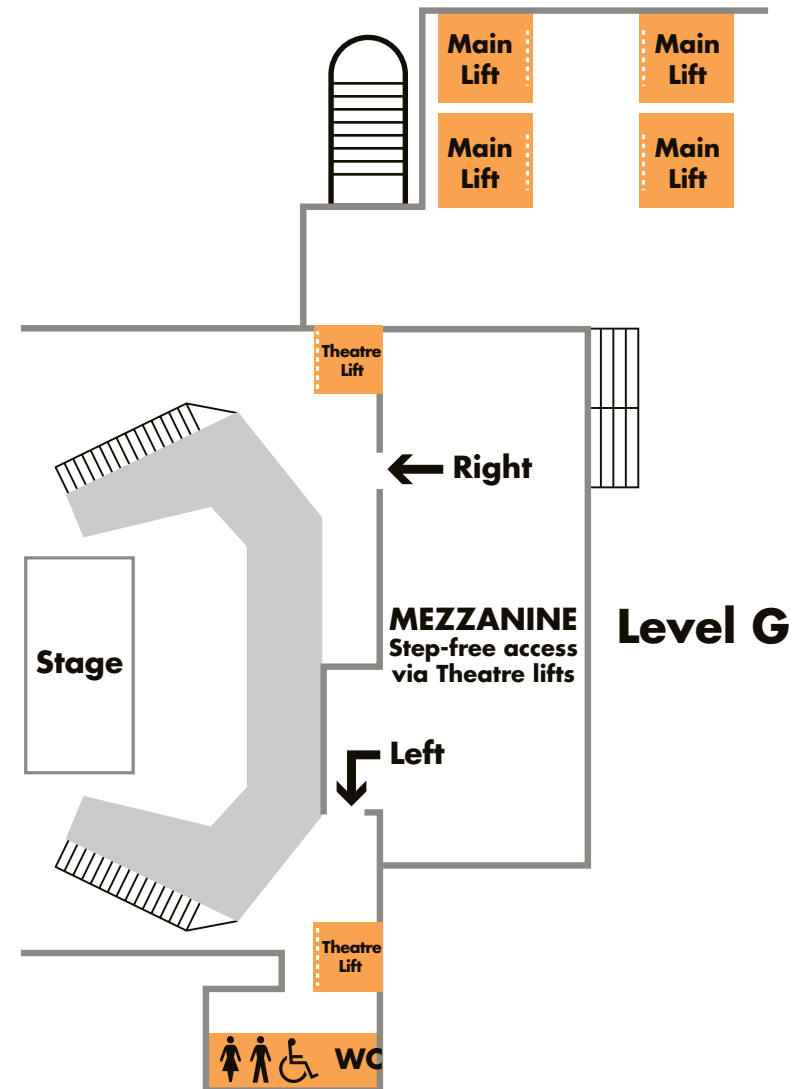 Main
Lift
Main
Lift
Main
Lift
Main
Lift
Theatre
Lift
Right
MEZZANINE
Step-free access
via Theatre lifts
Level G
Stage
Left
Theatre
Lift
WC